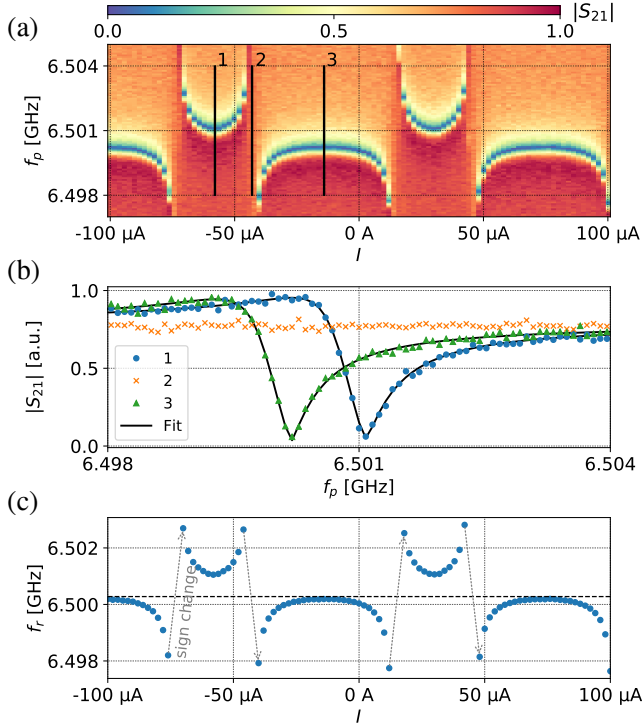 (a)
0.0 0.5 1.0 |S21|
1 2 3
6.504
6.501
6.498
fp [GHz]
-100 µA -50 µA 0 A 50 µA 100 µA
I
(b)
1.0
0.5
0.0
|S21| [a.u.]
1
2
3
Fit
6.498 6.501 6.504
fp [GHz]
(c)
6.502
6.500
6.498
fr [GHz]
sign change
-100 µA -50 µA 0 A 50 µA 100 µA
I